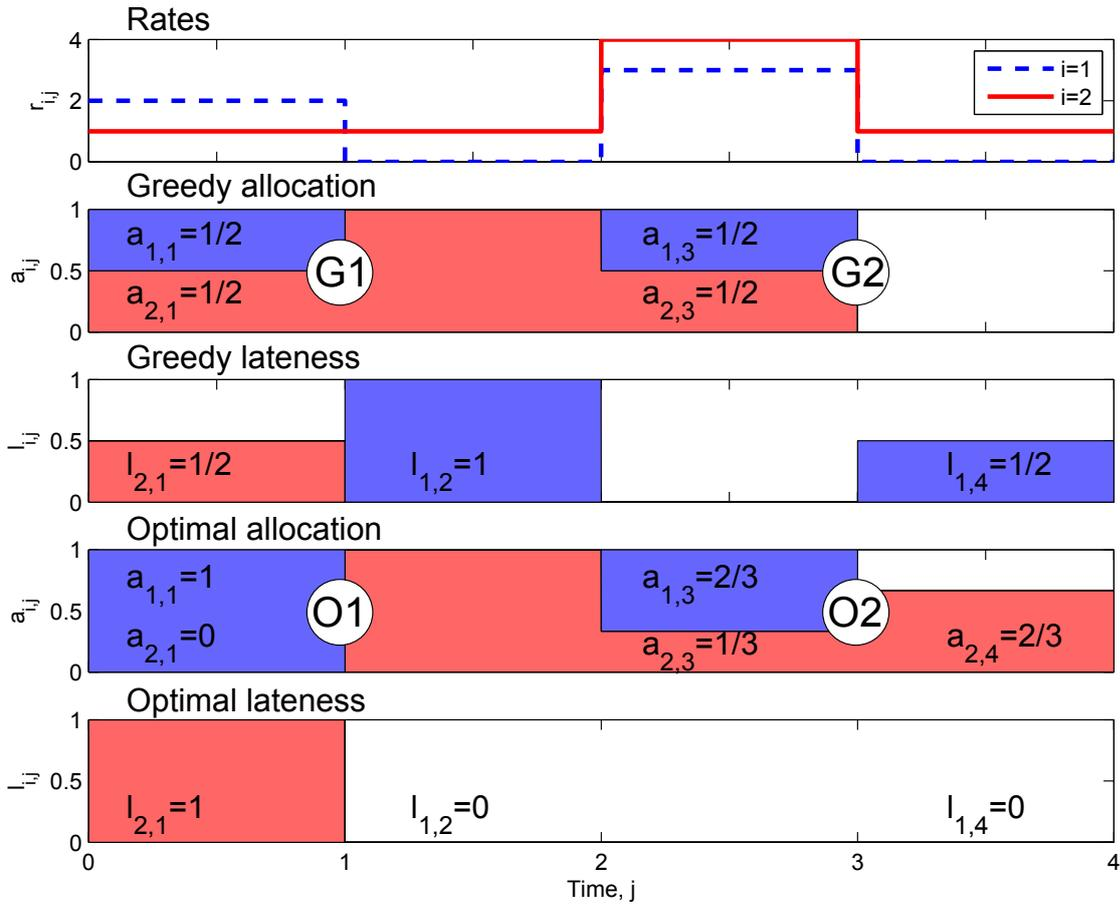 Rates
4
2
0
r_i,j
i=1
i=2
Greedy allocation
1
0.5
0
a_i,j
a_1,1=1/2
a_2,1=1/2
G1
a_1,3=1/2
a_2,3=1/2
G2
Greedy lateness
1
0.5
0
l_i,j
l_2,1=1/2
l_1,2=1
l_1,4=1/2
Optimal allocation
1
0.5
0
a_i,j
a_1,1=1
a_2,1=0
O1
a_1,3=2/3
a_2,3=1/3
O2
a_2,4=2/3
Optimal lateness
1
0.5
0
l_i,j
l_2,1=1
l_1,2=0
l_1,4=0
0 1 2 3 4
Time, j